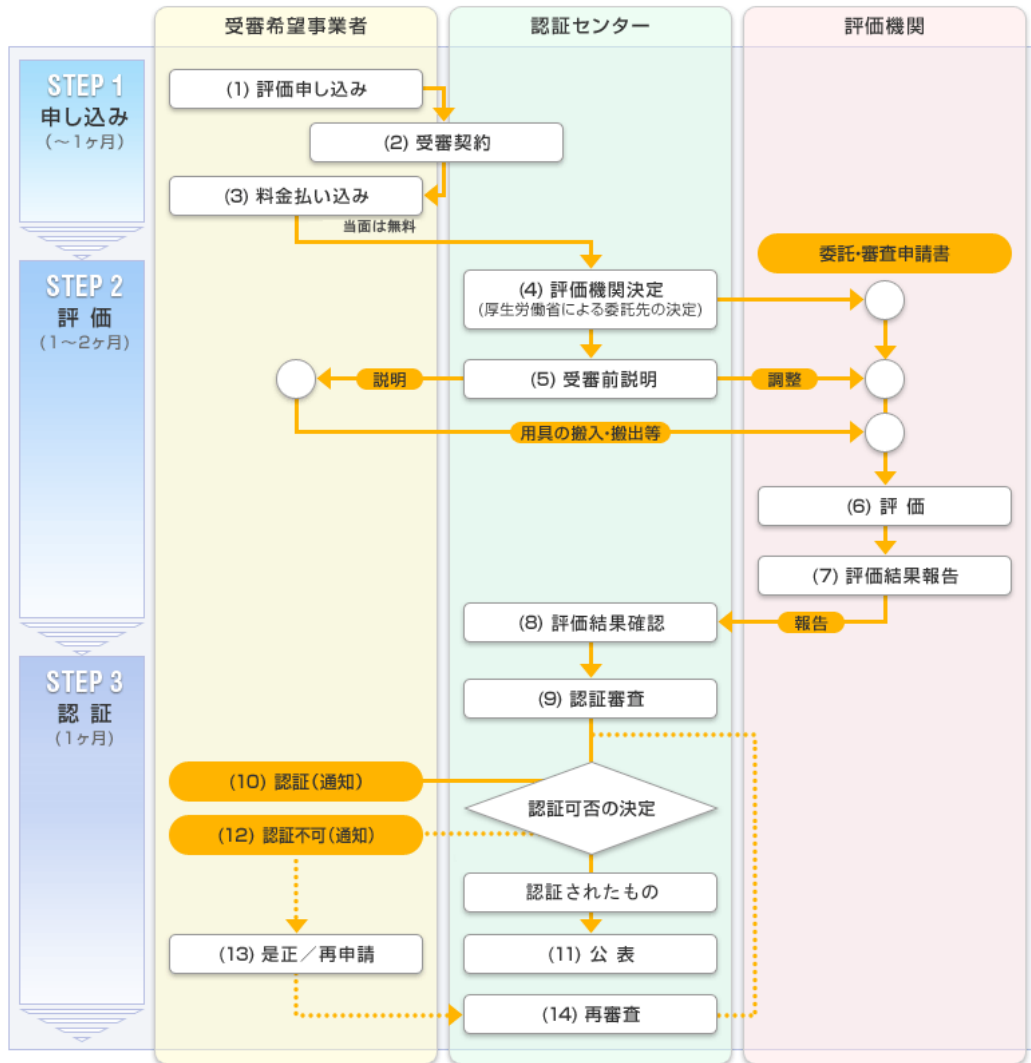 受審希望事業者
認証センター
評価機関
STEP 1
申し込み
(～1ヶ月)
(1) 評価申し込み
(2) 受審契約
(3) 料金払い込み
当面は無料
STEP 2
評 価
(1～2ヶ月)
委託・審査申請書
(4) 評価機関決定
(厚生労働省による委託先の決定)
説明
(5) 受審前説明
調整
用具の搬入・搬出等
(6) 評 価
(7) 評価結果報告
(8) 評価結果確認
報告
STEP 3
認 証
(1ヶ月)
(9) 認証審査
(10) 認証(通知)
認証可否の決定
(12) 認証不可(通知)
認証されたもの
(13) 是正／再申請
(11) 公 表
(14) 再審査